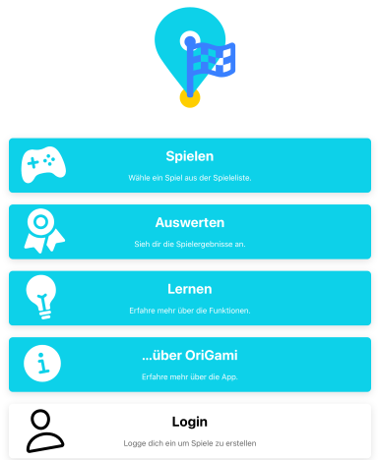 Spielen
Wähle ein Spiel aus der Spieleliste.
Auswerten
Sieh dir die Spielergebnisse an.
Lernen
Erfahre mehr über die Funktionen.
...über OriGami
Erfahre mehr über die App.
Login
Logge dich ein um Spiele zu erstellen